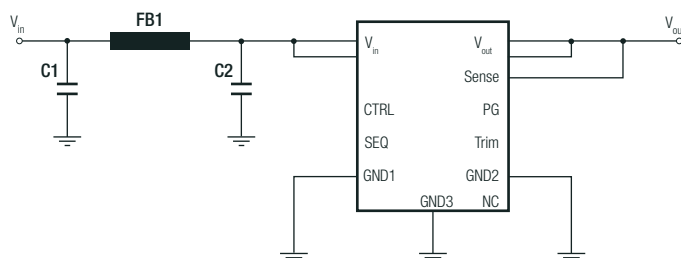 Vin
FB1
Vou
C1
C2
Vin
Vout
Sense
CTRL
PG
SEQ
Trim
GND1
GND2
GND3
NC